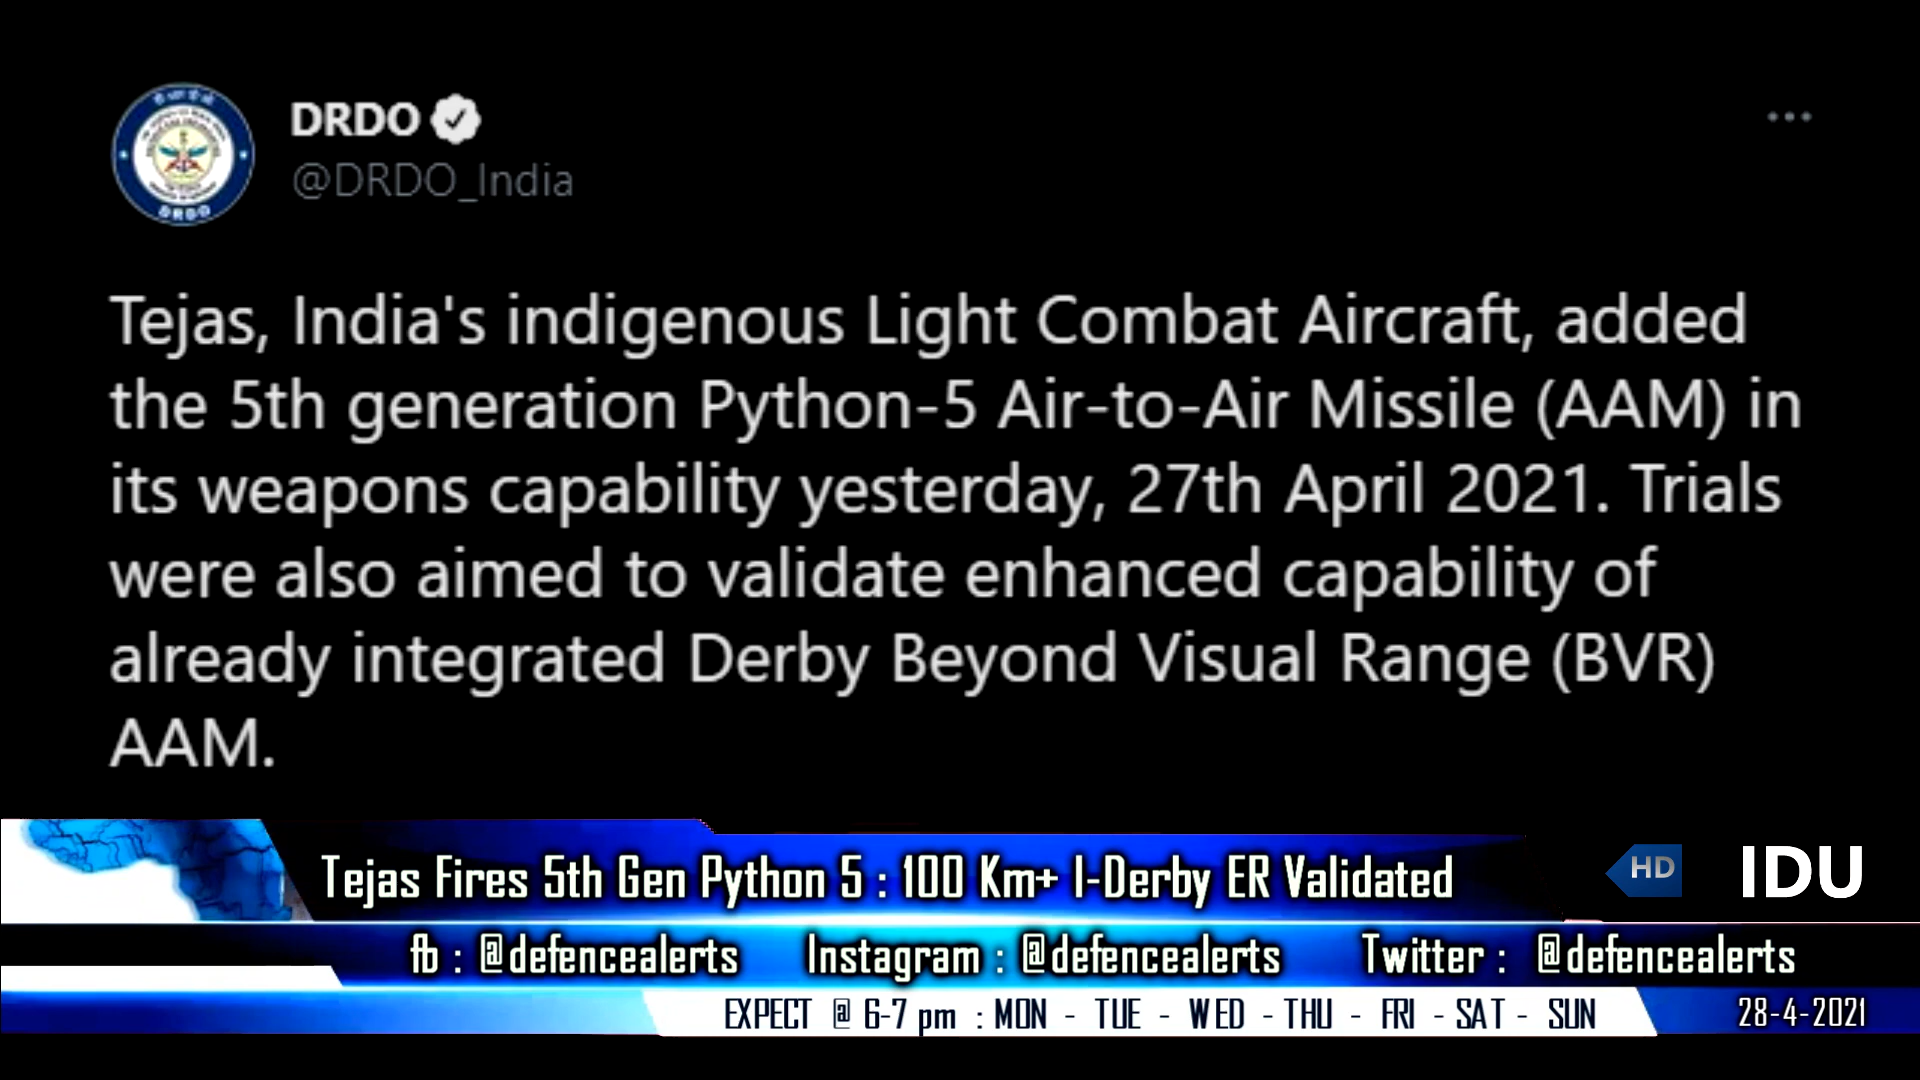 DRDO
@DRDO_India
Tejas, India's indigenous Light Combat Aircraft, added
the 5th generation Python-5 Air-to-Air Missile (AAM) in
its weapons capability yesterday, 27th April 2021. Trials
were also aimed to validate enhanced capability of
already integrated Derby Beyond Visual Range (BVR)
AAM.
Tejas Fires 5th Gen Python 5 : 100 Km+ I-Derby ER Validated
HD IDU
fb : @defencealerts Instagram : @defencealerts Twitter : @defencealerts
EXPECT @ 6-7 pm : MON - TUE - WED - THU - FRI - SAT - SUN 28-4-2021
DRDO